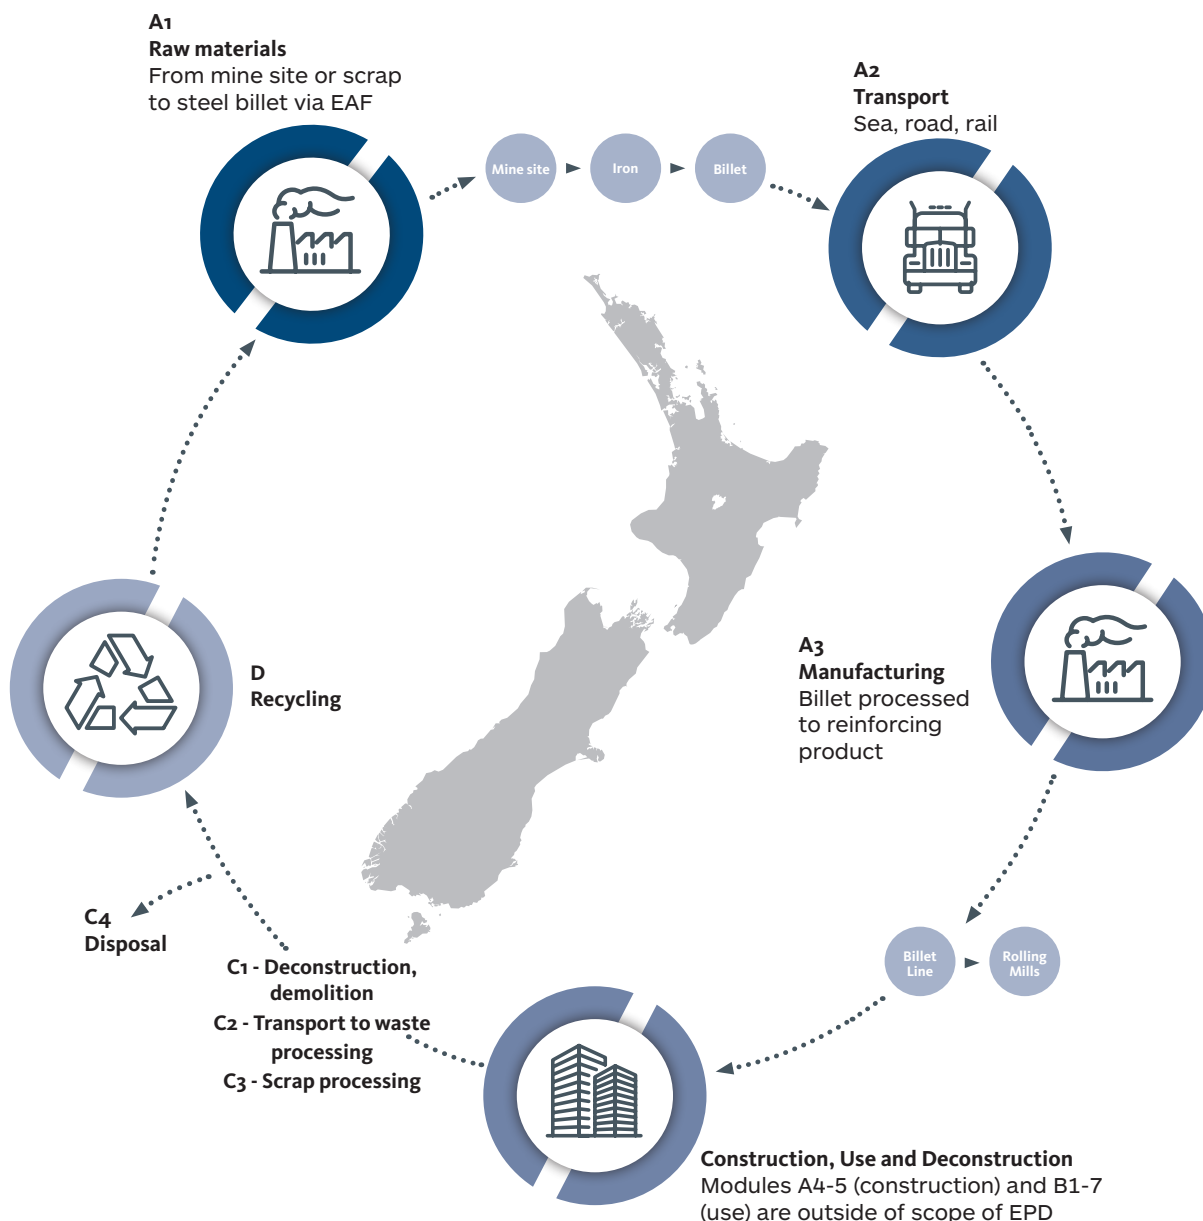 A1
Raw materials
From mine site or scrap
to steel billet via EAF
Mine site
Iron
Billet
A2
Transport
Sea, road, rail
A3
Manufacturing
Billet processed
to reinforcing
product
Billet
Line
Rolling
Mills
Construction, Use and Deconstruction
Modules A4-5 (construction) and B1-7
(use) are outside of scope of EPD
C1 - Deconstruction,
demolition
C2 - Transport to waste
processing
C3 - Scrap processing
C4
Disposal
D
Recycling